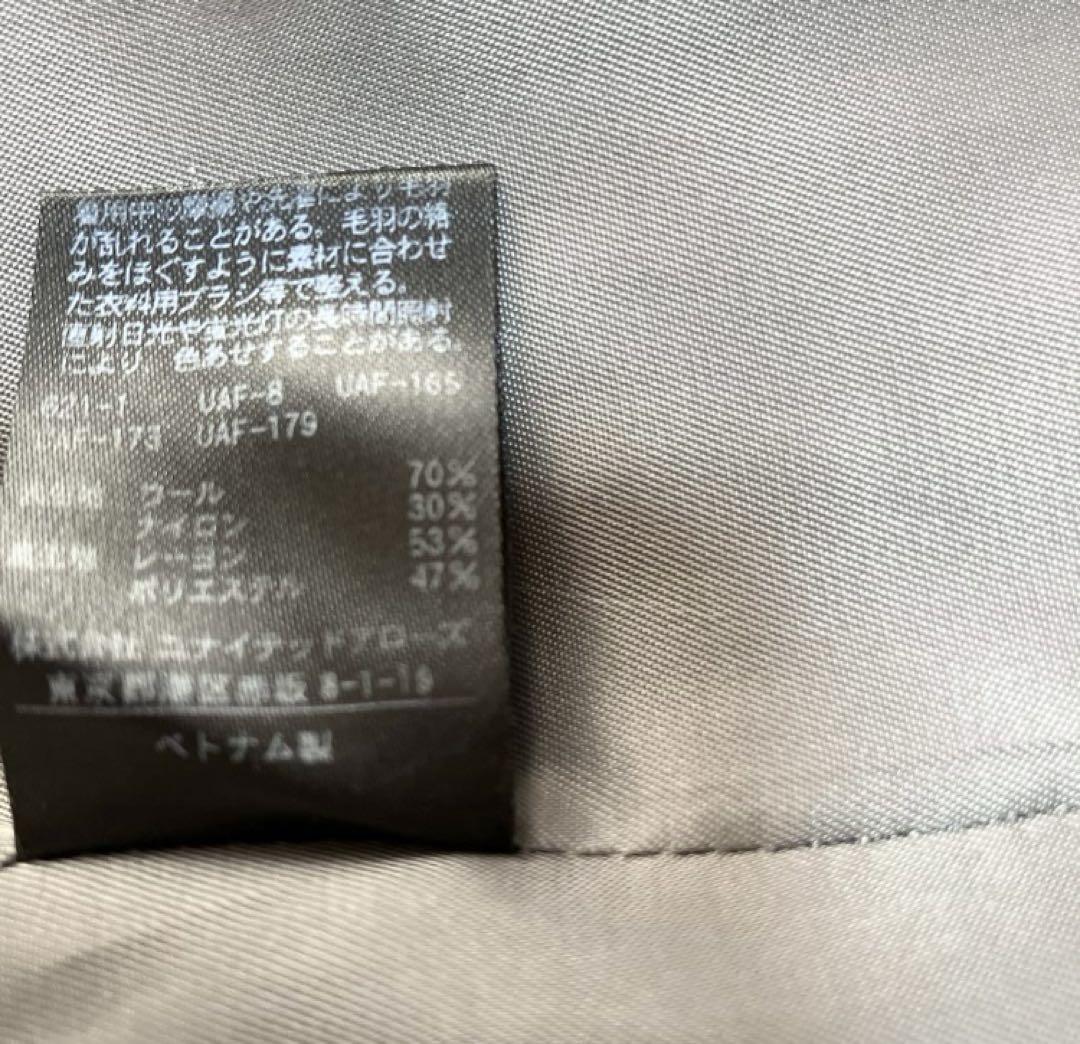 着用中の摩擦や洗濯により毛羽
が乱れることがある。毛羽の絡
みをほぐすように素材に合わせ
た衣料用ブラシ等で整える。
直射日光や蛍光灯の長時間照射
により 色あせすることがある。
621-1 UAF-8 UAF-165
UAF-173 UAF-179
ウール 70%
ナイロン 30%
レーヨン 53%
ポリエステル 47%
株式会社 ユナイテッドアローズ
東京都港区赤坂 8-1-19
ベトナム製